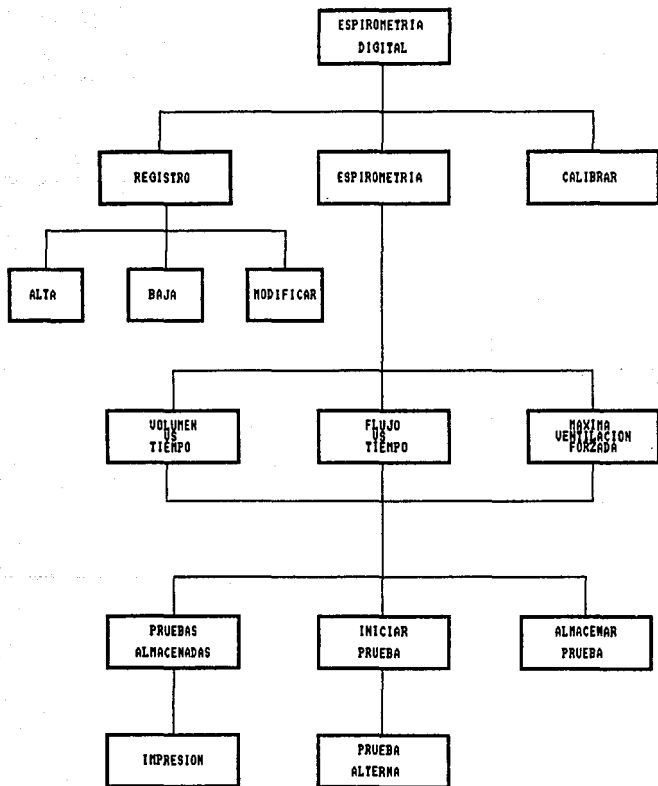 ESPIROMETRIA
DIGITAL
REGISTRO
ESPIROMETRIA
CALIBRAR
ALTA
BAJA
MODIFICAR
VOLUMEN
VS
TIEMPO
FLUJO
VS
TIEMPO
MAXIMA
VENTILACION
FORZADA
PRUEBAS
ALMACENADAS
INICIAR
PRUEBA
ALMACENAR
PRUEBA
IMPRESION
PRUEBA
ALTERNA